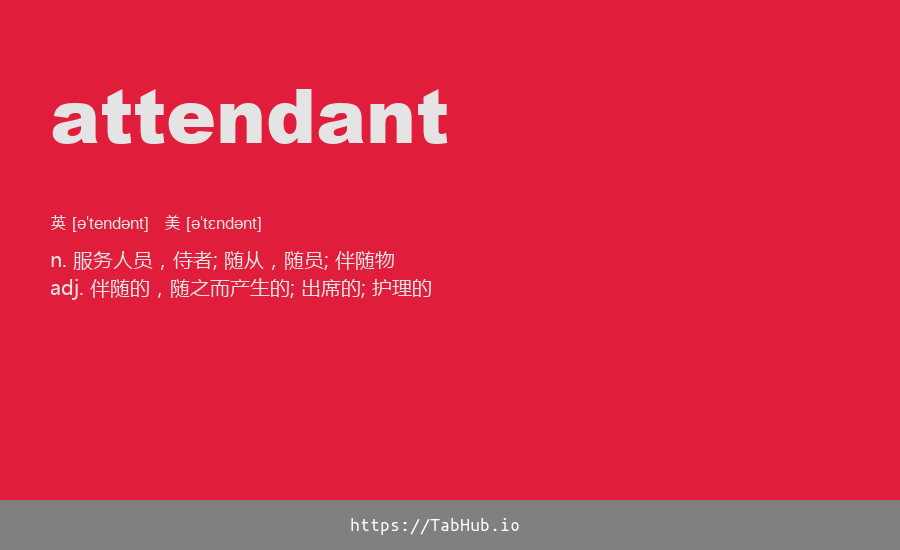 attendant
英 [ə'tendənt] 美 [ə'tɛndənt]
n. 服务人员，侍者; 随从，随员; 伴随物
adj. 伴随的，随之而产生的; 出席的; 护理的
https://TabHub.io